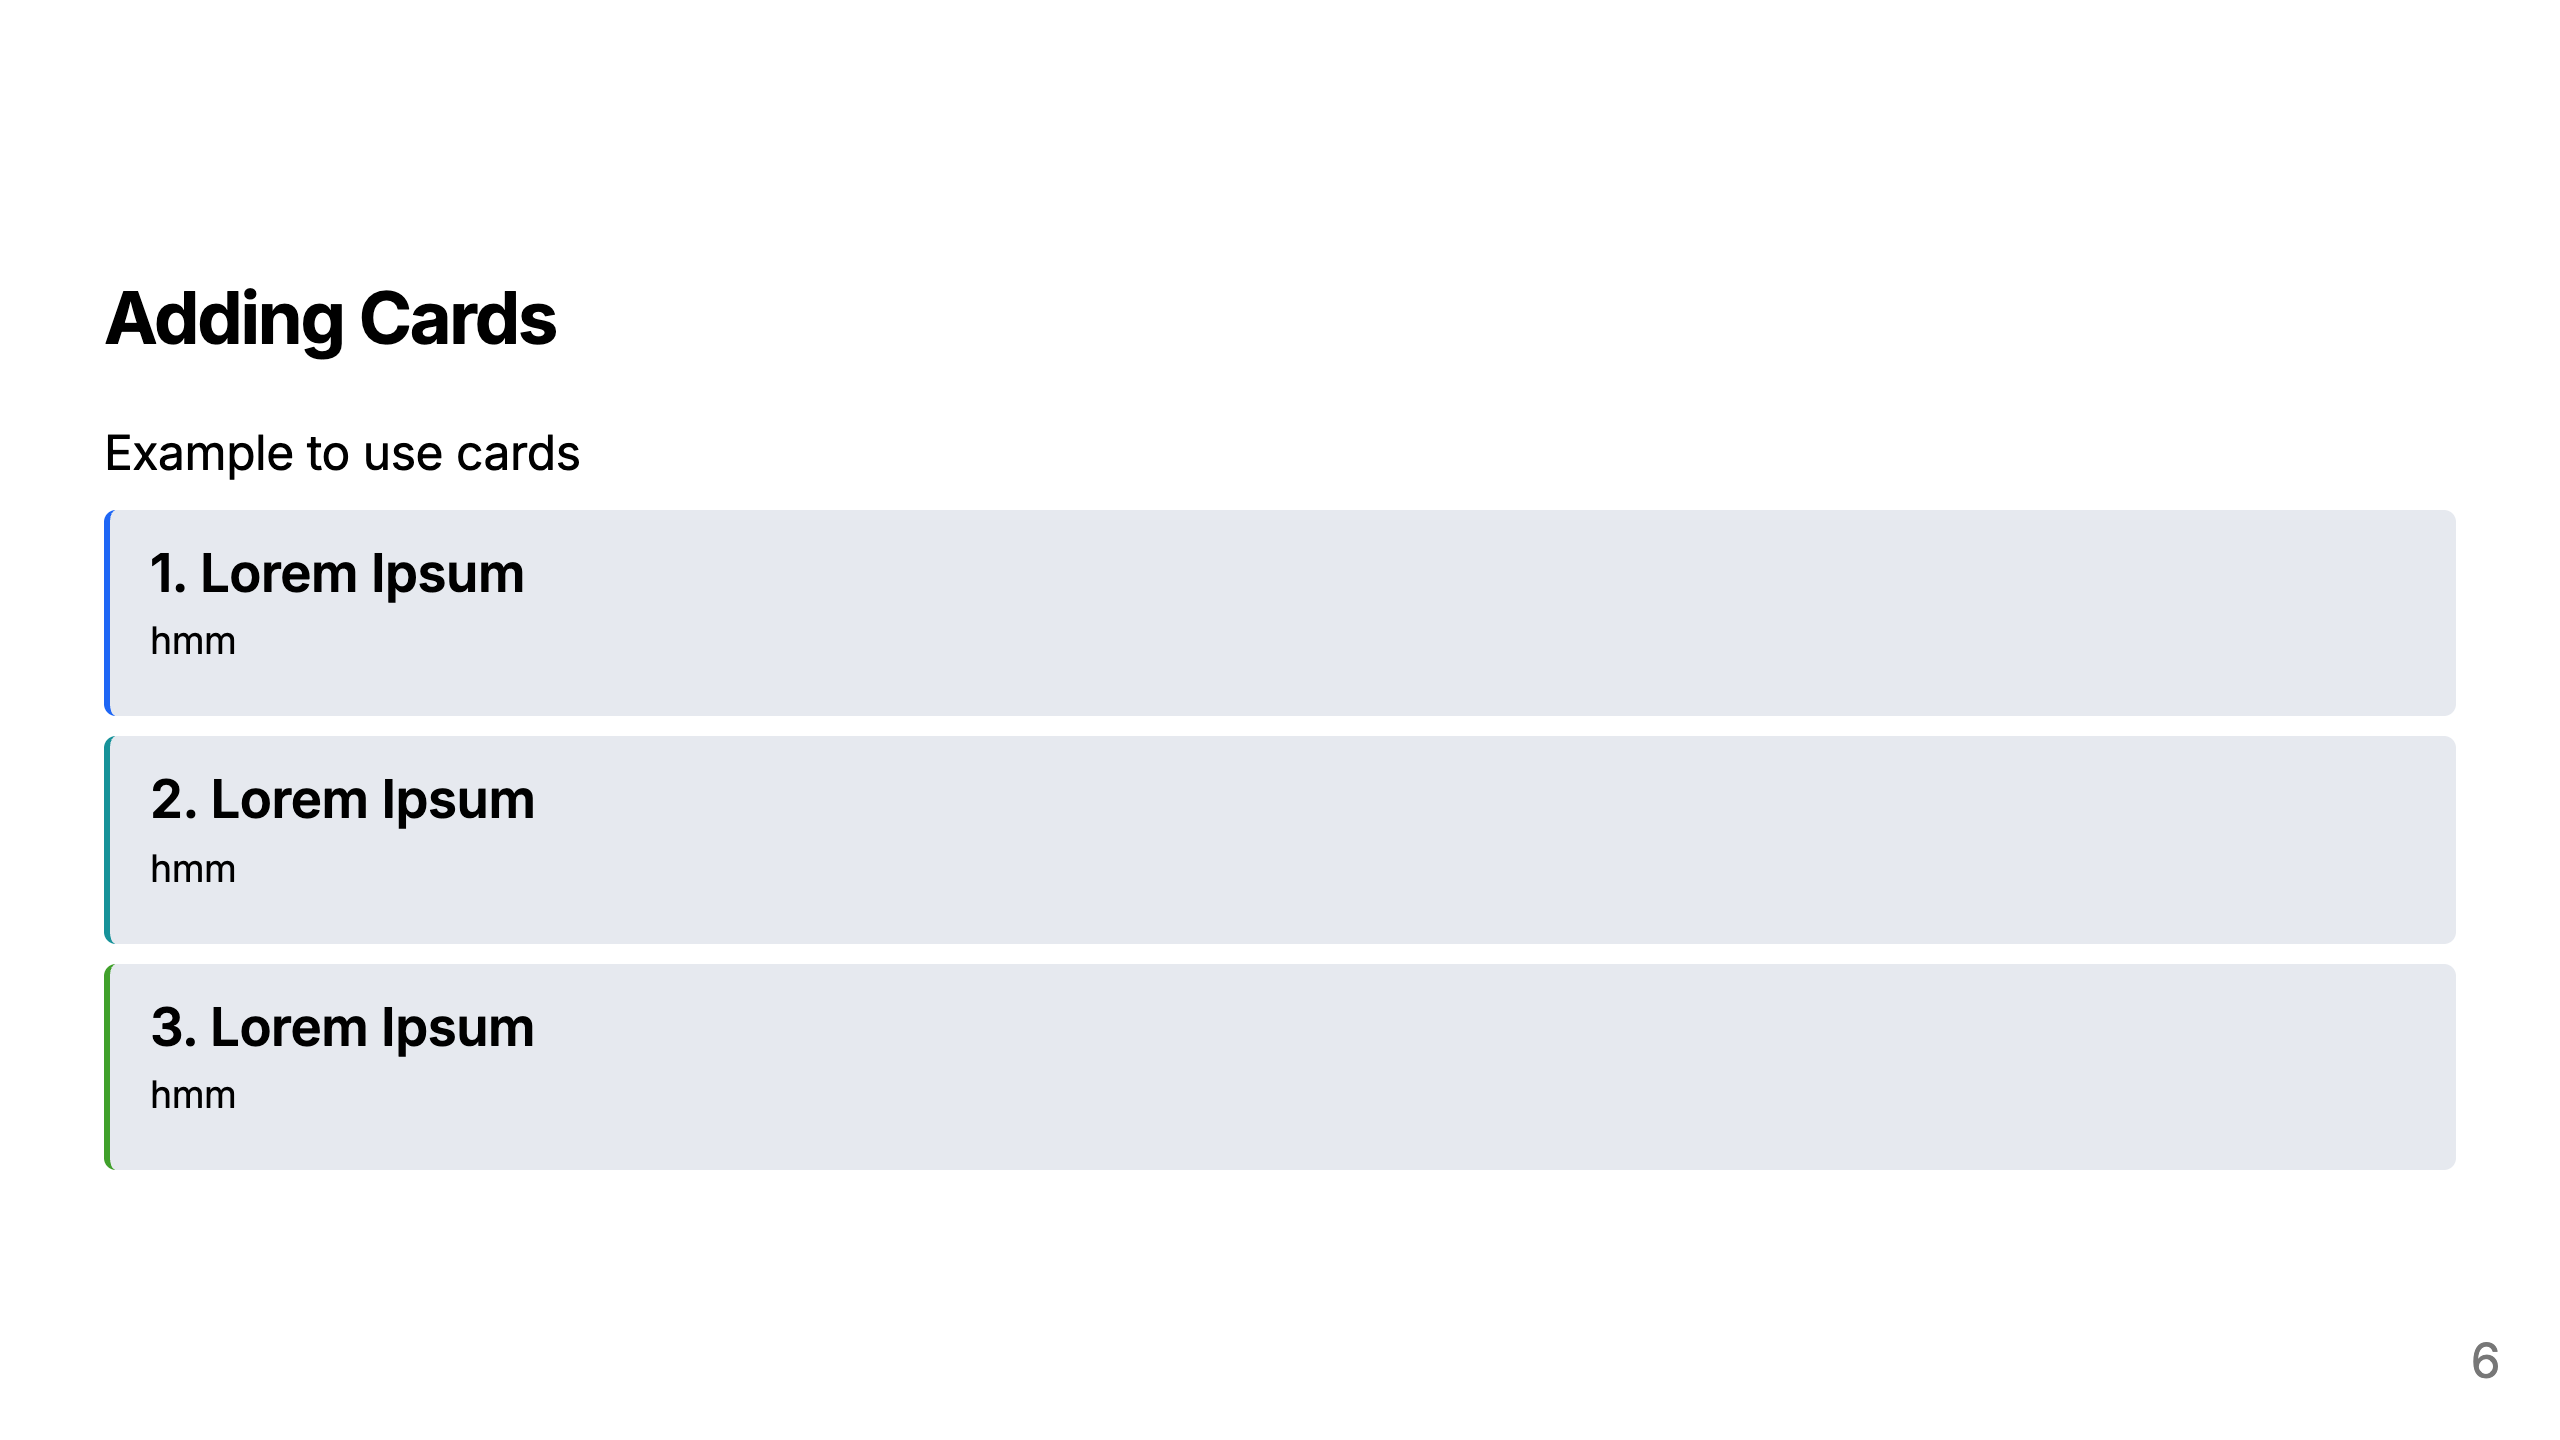 Adding Cards
Example to use cards
1. Lorem Ipsum
hmm
2. Lorem Ipsum
hmm
3. Lorem Ipsum
hmm
6